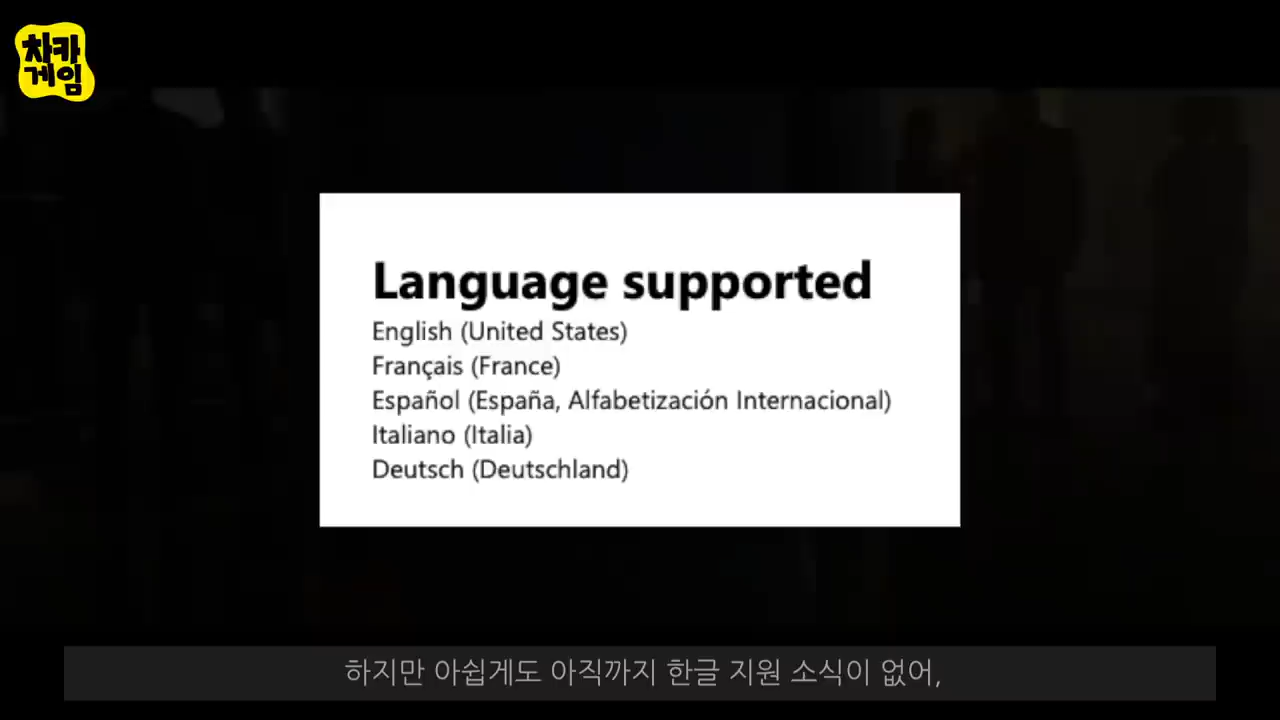 차카
게임
Language supported
English (United States)
Français (France)
Español (España, Alfabetización Internacional)
Italiano (Italia)
Deutsch (Deutschland)
하지만 아쉽게도 아직까지 한글 지원 소식이 없어,